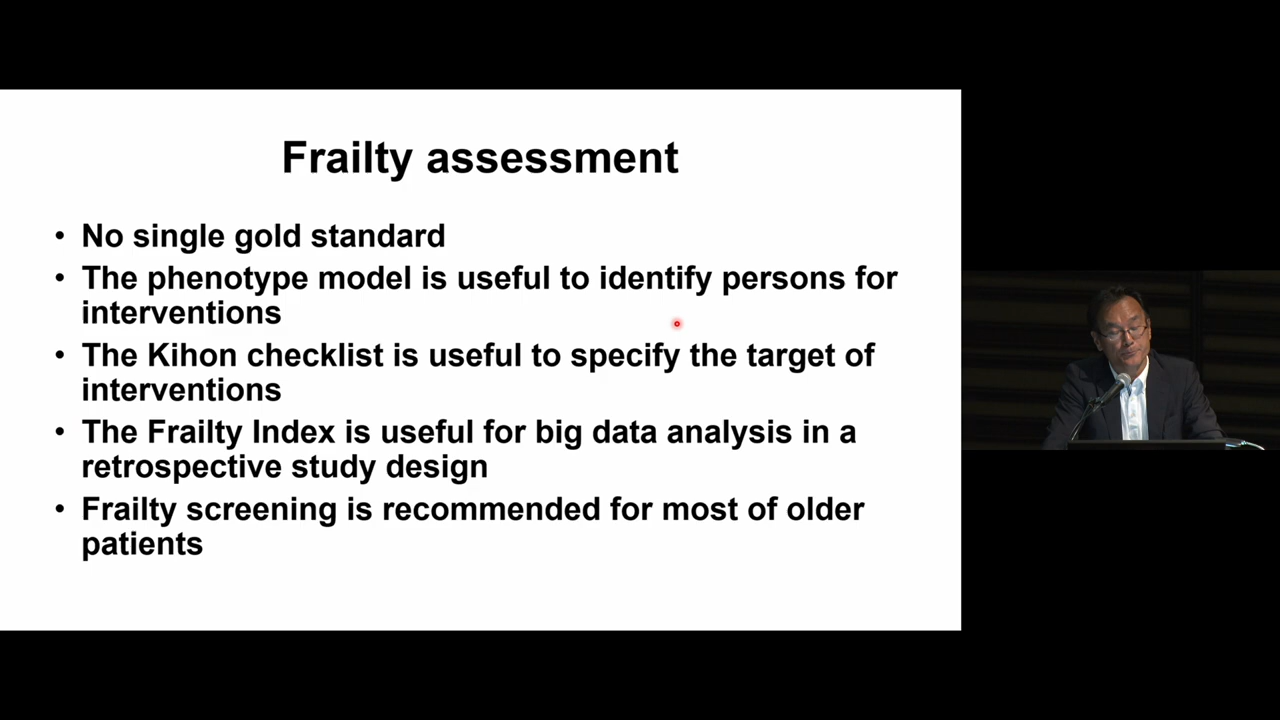 Frailty assessment
• No single gold standard
• The phenotype model is useful to identify persons for
interventions
• The Kihon checklist is useful to specify the target of
interventions
• The Frailty Index is useful for big data analysis in a
retrospective study design
• Frailty screening is recommended for most of older
patients